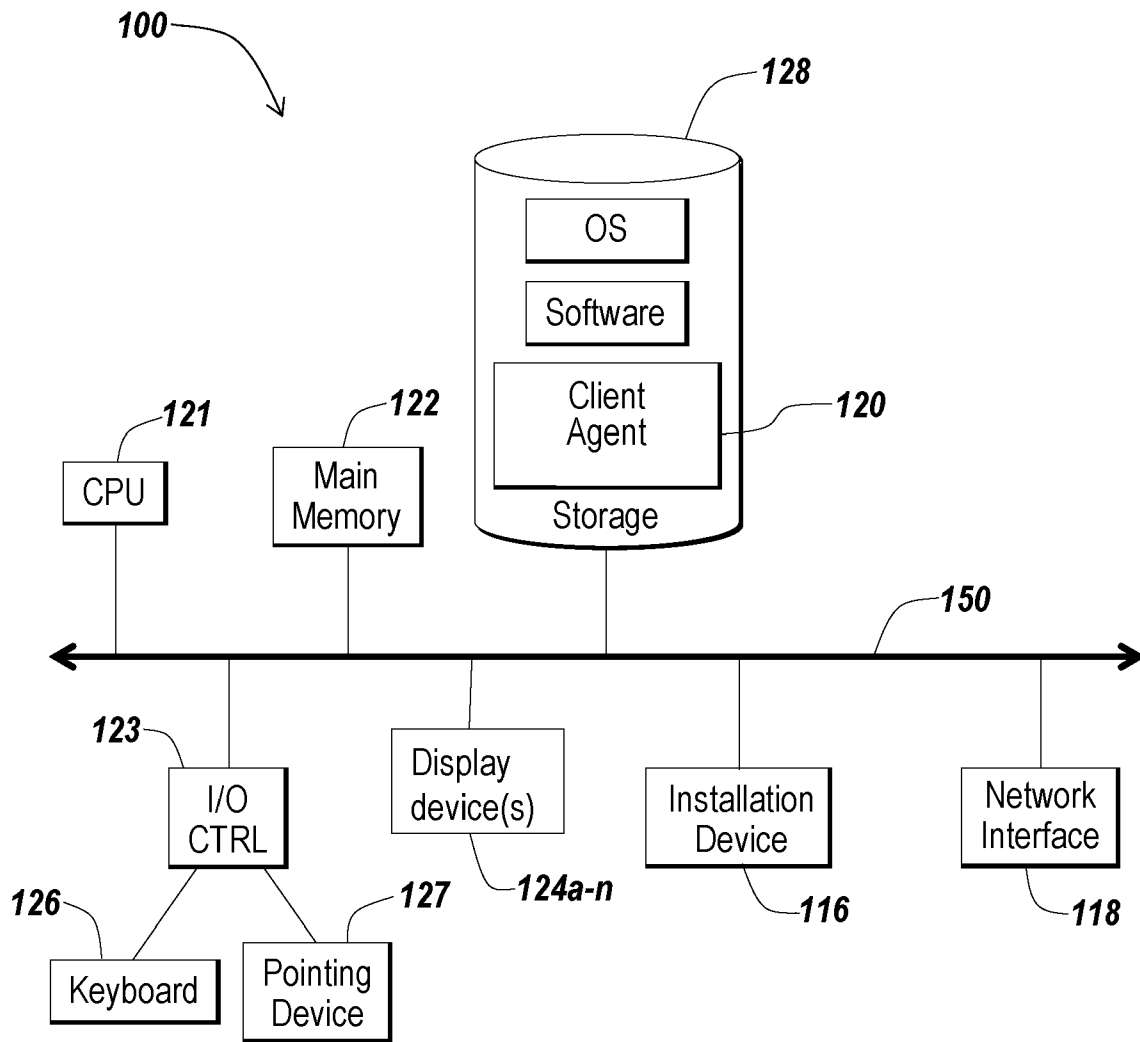 100
128
OS
Software
Client
Agent
120
Storage
121
CPU
122
Main
Memory
150
123
I/O
CTRL
Display
device(s)
124a-n
Installation
Device
116
Network
Interface
118
126
Keyboard
127
Pointing
Device